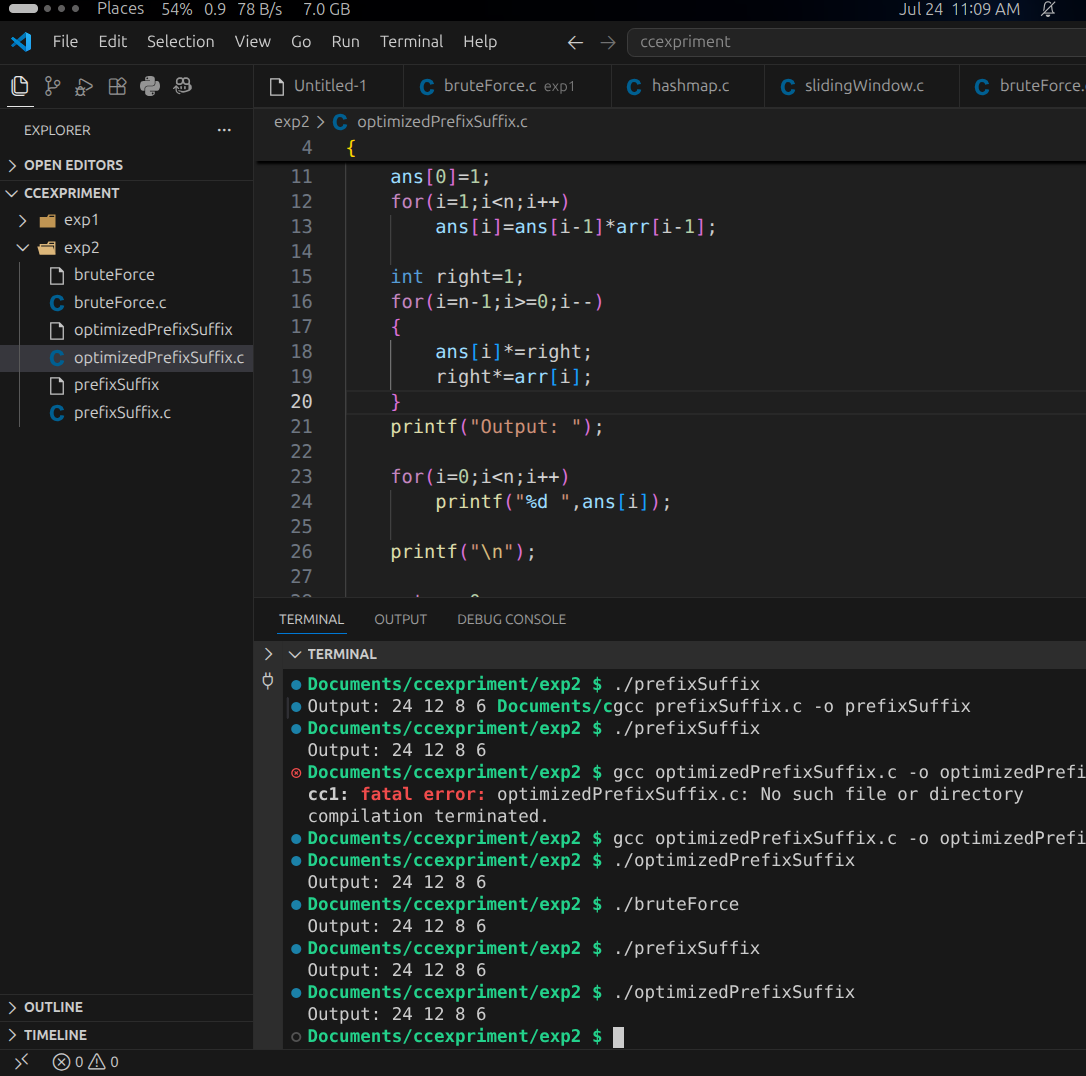 Places 54% 0.9 78 B/s 7.0 GB Jul 24 11:09 AM
File Edit Selection View Go Run Terminal Help ccexpriment
Untitled-1 C bruteForce.c exp1 C hashmap.c C slidingWindow.c C bruteForce.
EXPLORER ...
OPEN EDITORS
CCEXPRIMENT
exp1
exp2
bruteForce
C bruteForce.c
optimizedPrefixSuffix
C optimizedPrefixSuffix.c
prefixSuffix
C prefixSuffix.c
OUTLINE
TIMELINE
exp2 > C optimizedPrefixSuffix.c
4 {
11 ans[0]=1;
12 for(i=1;i<n;i++)
13 ans[i]=ans[i-1]*arr[i-1];
14
15 int right=1;
16 for(i=n-1;i>=0;i--)
17 {
18 ans[i]*=right;
19 right*=arr[i];
20 }
21 printf("Output: ");
22
23 for(i=0;i<n;i++)
24 printf("%d ",ans[i]);
25
26 printf("\n");
27
TERMINAL OUTPUT DEBUG CONSOLE
TERMINAL
Documents/ccexpriment/exp2 $ ./prefixSuffix
Output: 24 12 8 6 Documents/cgcc prefixSuffix.c -o prefixSuffix
Documents/ccexpriment/exp2 $ ./prefixSuffix
Output: 24 12 8 6
Documents/ccexpriment/exp2 $ gcc optimizedPrefixSuffix.c -o optimizedPrefi
cc1: fatal error: optimizedPrefixSuffix.c: No such file or directory
compilation terminated.
Documents/ccexpriment/exp2 $ gcc optimizedPrefixSuffix.c -o optimizedPrefi
Documents/ccexpriment/exp2 $ ./optimizedPrefixSuffix
Output: 24 12 8 6
Documents/ccexpriment/exp2 $ ./bruteForce
Output: 24 12 8 6
Documents/ccexpriment/exp2 $ ./prefixSuffix
Output: 24 12 8 6
Documents/ccexpriment/exp2 $ ./optimizedPrefixSuffix
Output: 24 12 8 6
Documents/ccexpriment/exp2 $
0 0